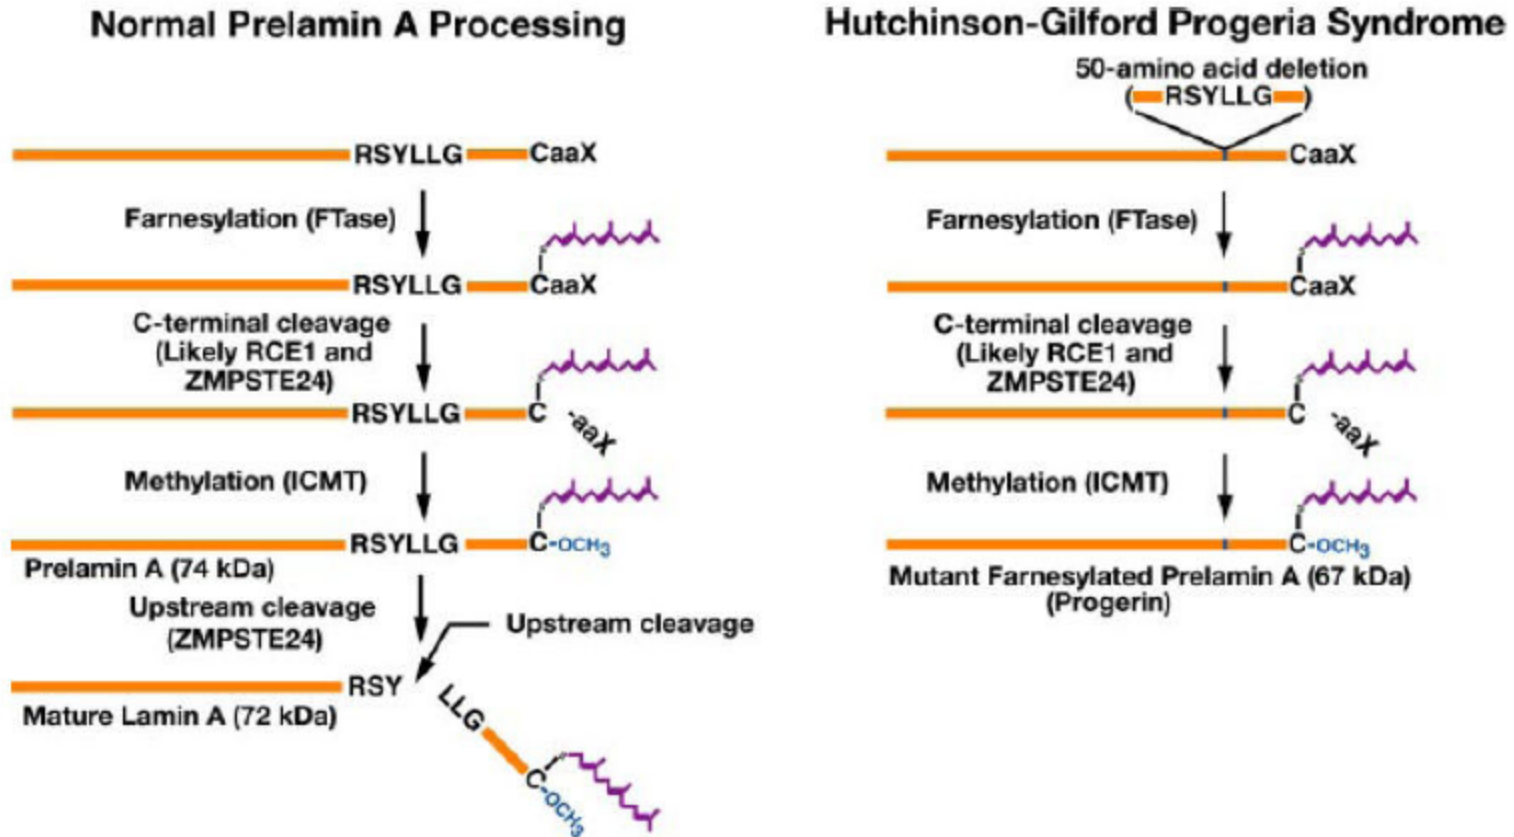 Normal Prelamin A Processing
RSYLLG CaaX
Farnesylation (FTase)
RSYLLG CaaX
C-terminal cleavage
(Likely RCE1 and
ZMPSTE24)
RSYLLG C -aaX
Methylation (ICMT)
RSYLLG C-OCH3
Prelamin A (74 kDa)
Upstream cleavage
(ZMPSTE24)
Upstream cleavage
RSY
LLG
C-OCH3
Mature Lamin A (72 kDa)
Hutchinson-Gilford Progeria Syndrome
50-amino acid deletion
(RSYLLG)
CaaX
Farnesylation (FTase)
CaaX
C-terminal cleavage
(Likely RCE1 and
ZMPSTE24)
C -aaX
Methylation (ICMT)
C-OCH3
Mutant Farnesylated Prelamin A (67 kDa)
(Progerin)